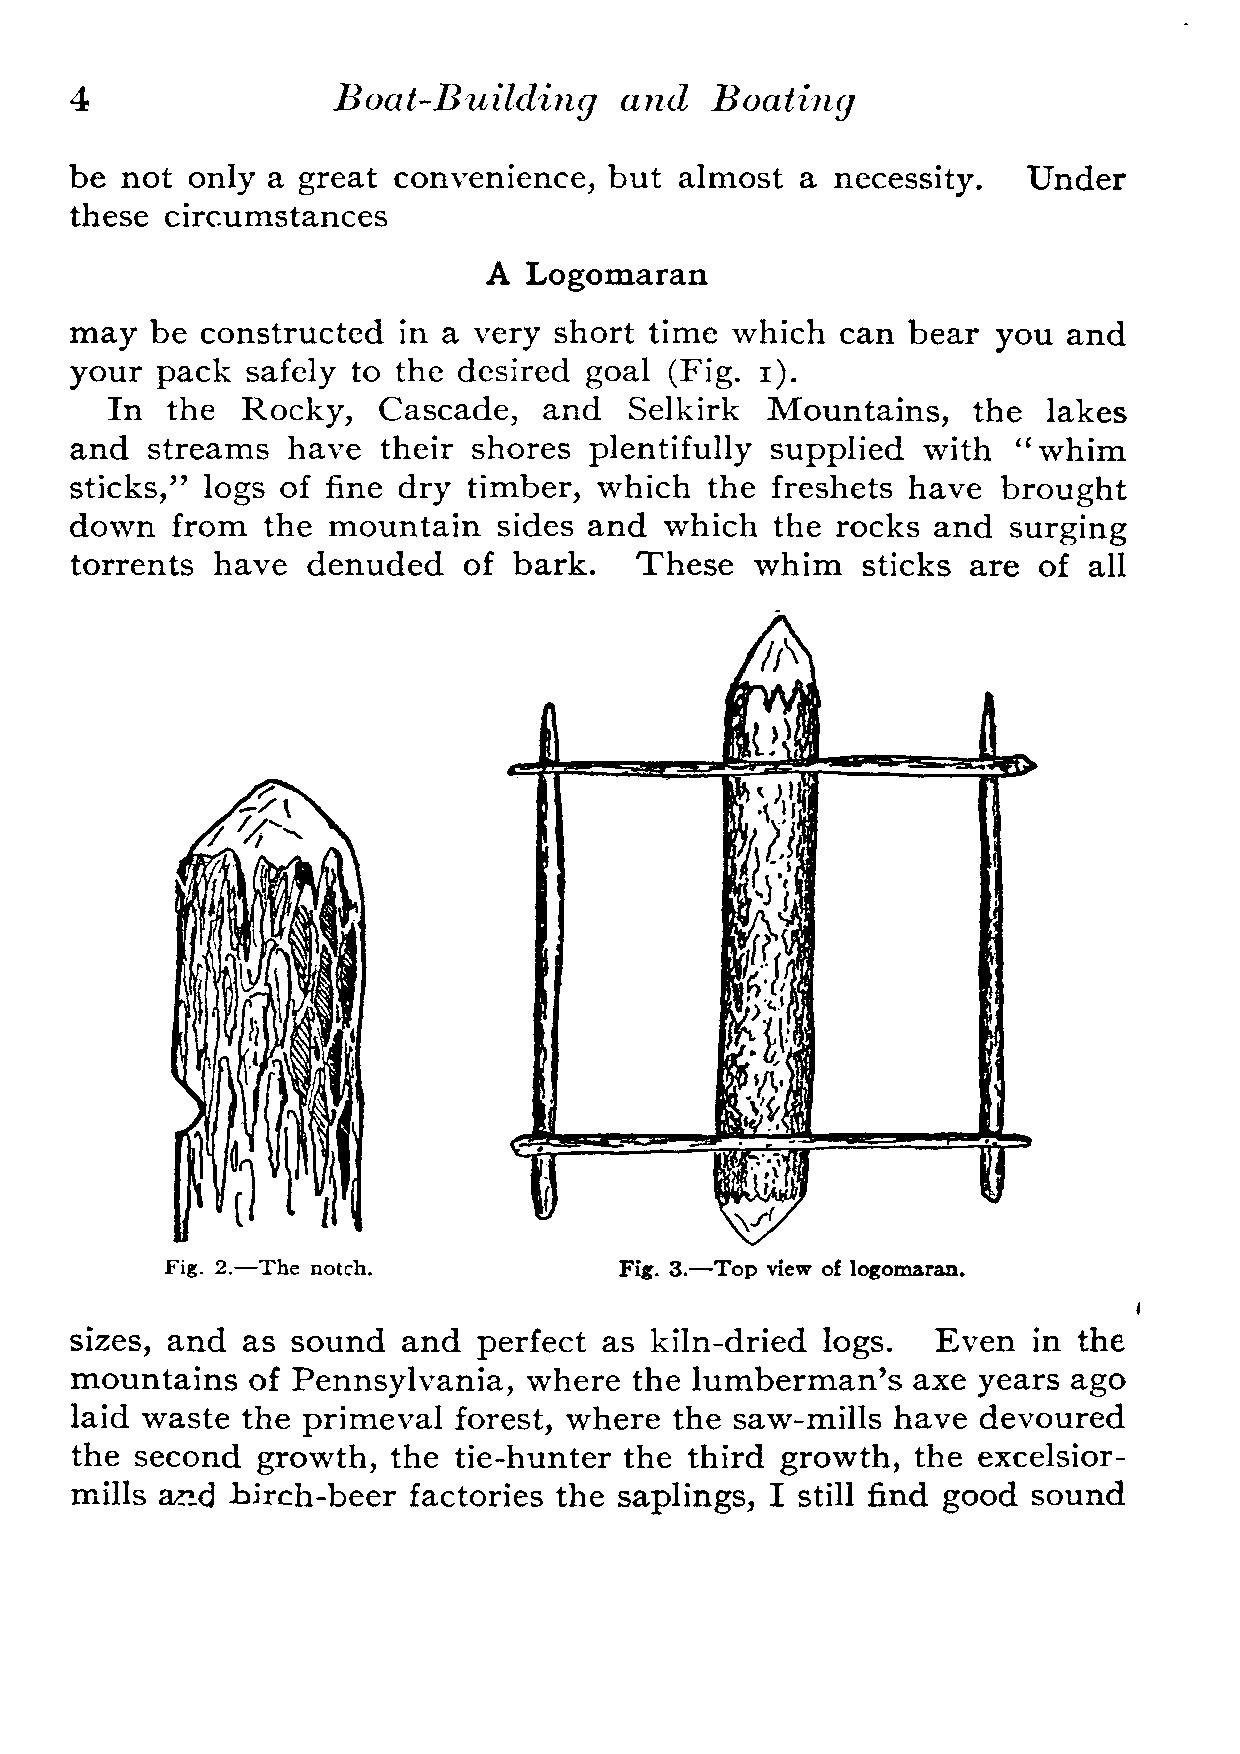 4 Boat-Building and Boating
be not only a great convenience, but almost a necessity. Under
these circumstances
A Logomaran
may be constructed in a very short time which can bear you and
your pack safely to the desired goal (Fig. 1).
In the Rocky, Cascade, and Selkirk Mountains, the lakes
and streams have their shores plentifully supplied with “whim
sticks,” logs of fine dry timber, which the freshets have brought
down from the mountain sides and which the rocks and surging
torrents have denuded of bark. These whim sticks are of all
Fig. 2.—The notch.
Fig. 3.—Top view of logomaran.
sizes, and as sound and perfect as kiln-dried logs. Even in the
mountains of Pennsylvania, where the lumberman’s axe years ago
laid waste the primeval forest, where the saw-mills have devoured
the second growth, the tie-hunter the third growth, the excelsior-
mills and birch-beer factories the saplings, I still find good sound